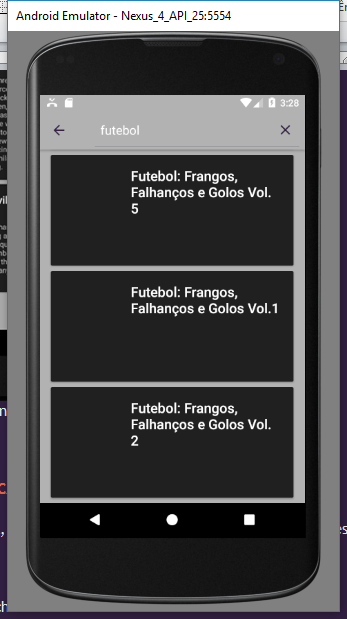 Android Emulator - Nexus_4_API_25:5554
3:28
futebol
Futebol: Frangos,
Falhanços e Golos Vol.
5
Futebol: Frangos,
Falhanços e Golos Vol.1
Futebol: Frangos,
Falhanços e Golos Vol.
2